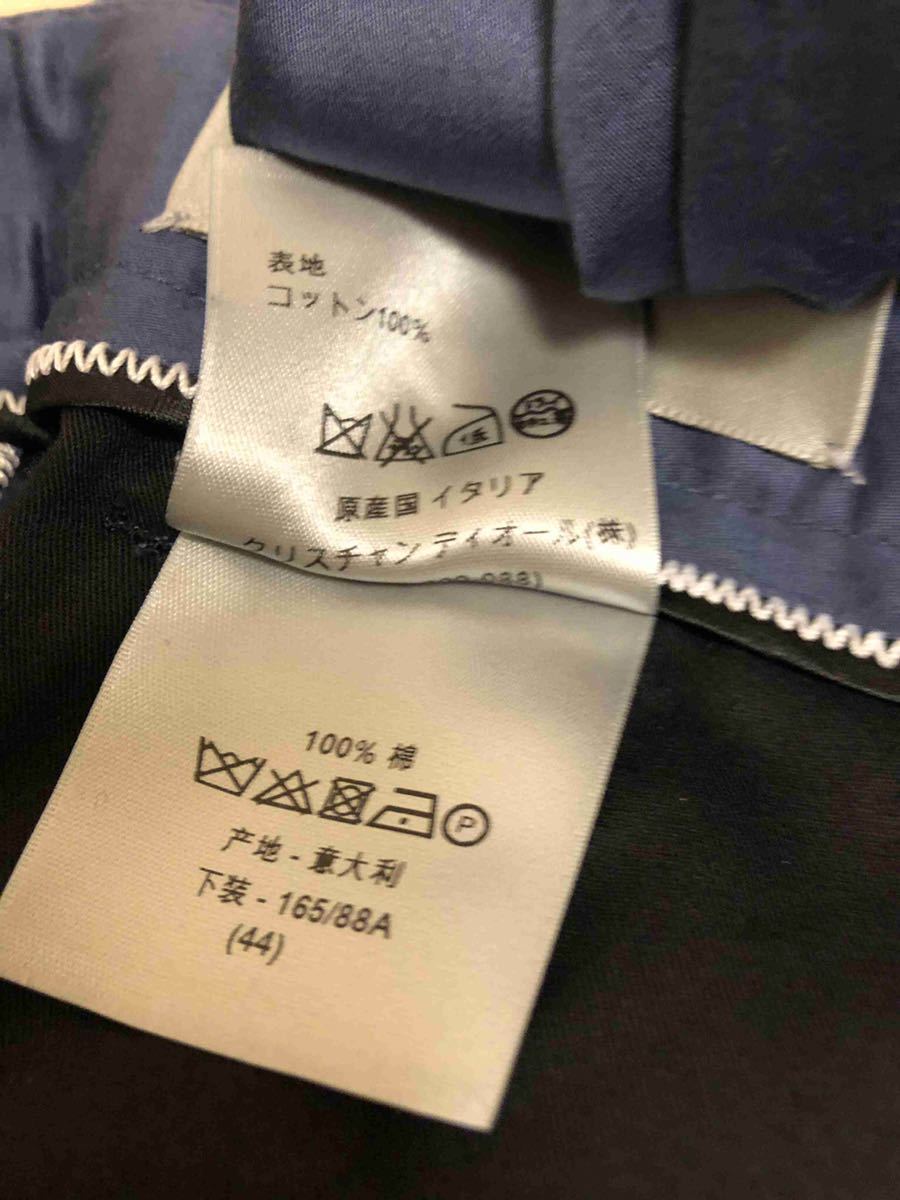 表地
コットン100%
原産国 イタリア
クリスチャン ディオール(株)
100% 棉
P
产地 - 意大利
下装 - 165/88A
(44)